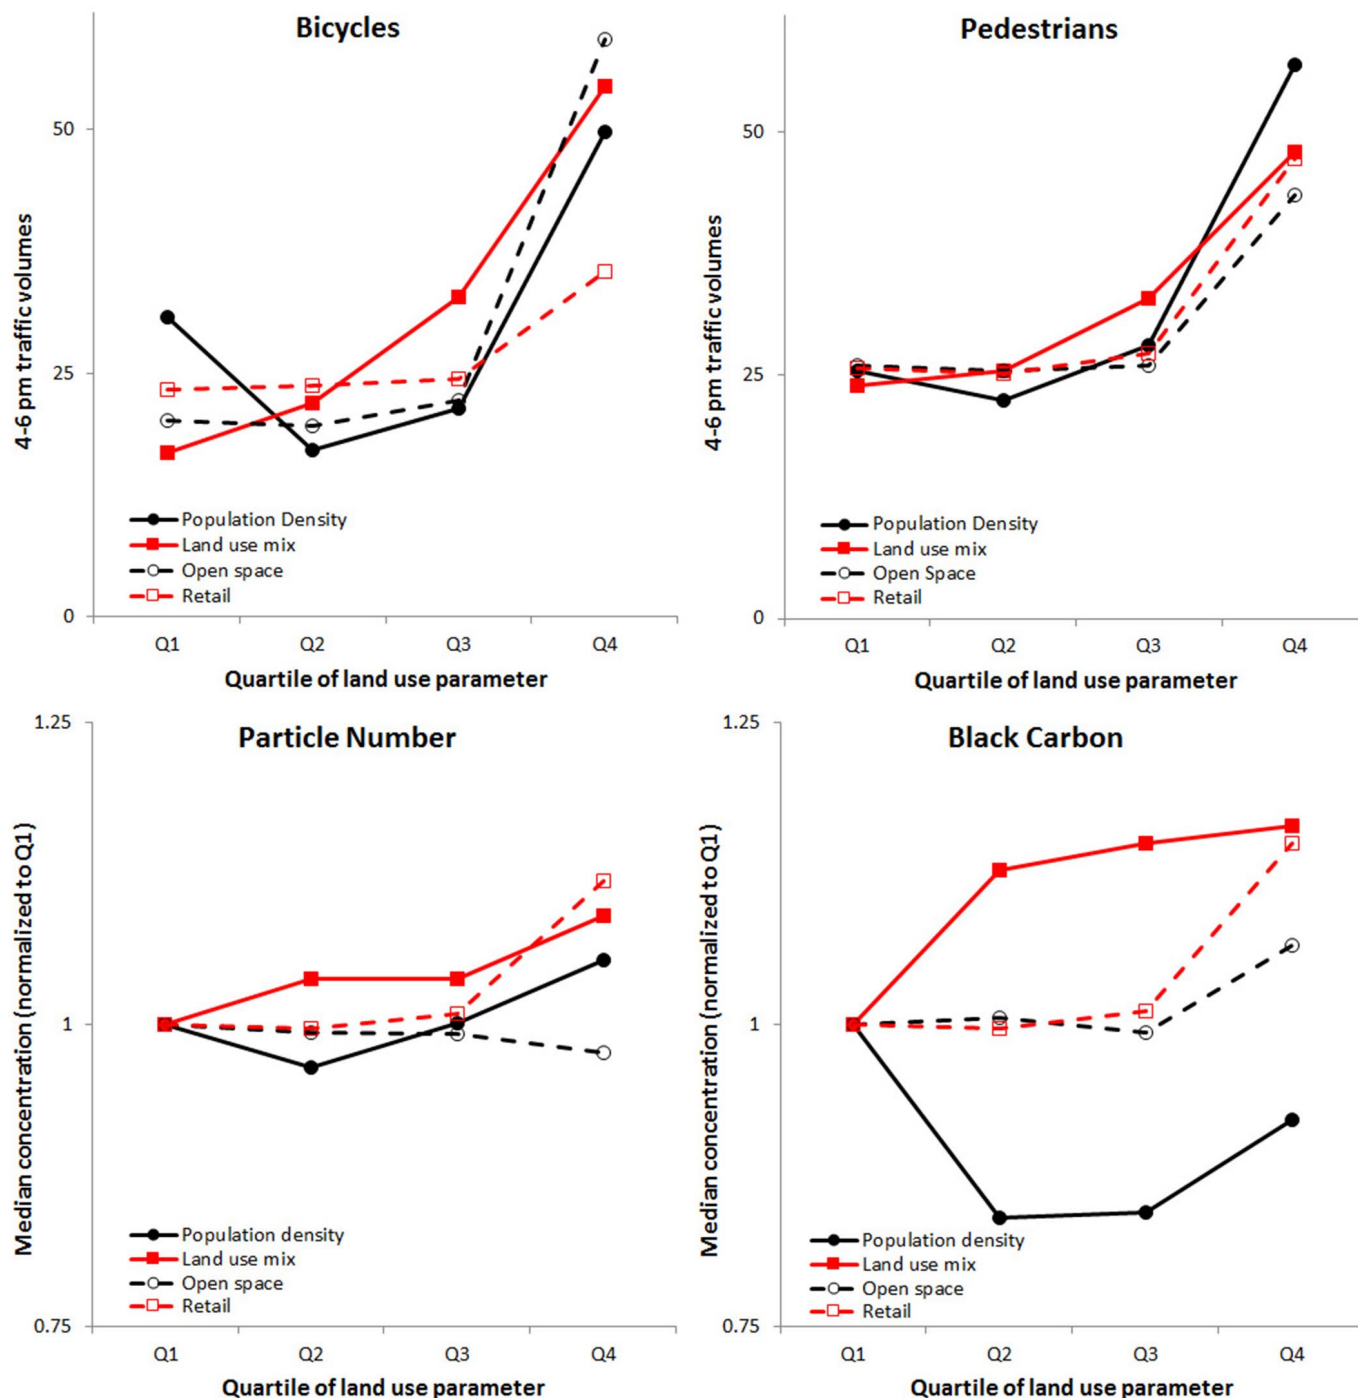 Bicycles
50
25
0
4-6 pm traffic volumes
Population Density
Land use mix
Open space
Retail
Q1 Q2 Q3 Q4
Quartile of land use parameter
Pedestrians
50
25
0
4-6 pm traffic volumes
Population Density
Land use mix
Open Space
Retail
Q1 Q2 Q3 Q4
Quartile of land use parameter
Particle Number
1.25
1
0.75
Median concentration (normalized to Q1)
Population density
Land use mix
Open space
Retail
Q1 Q2 Q3 Q4
Quartile of land use parameter
Black Carbon
1.25
1
0.75
Median concentration (normalized to Q1)
Population density
Land use mix
Open space
Retail
Q1 Q2 Q3 Q4
Quartile of land use parameter